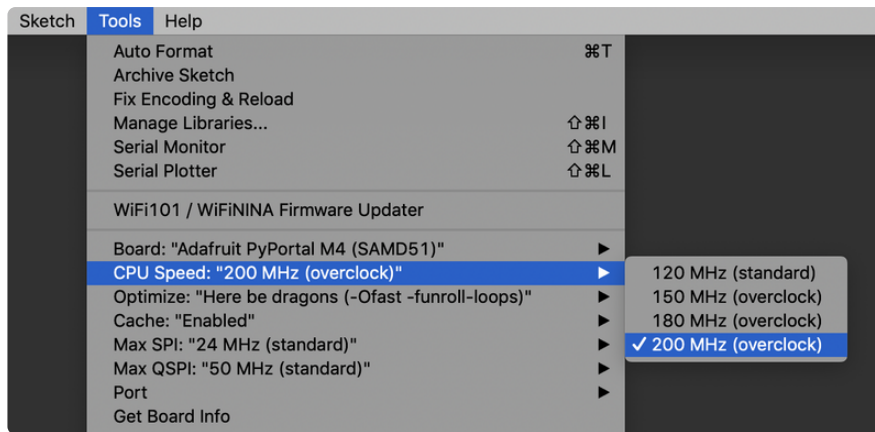 Sketch Tools Help
Auto Format ⌘T
Archive Sketch
Fix Encoding & Reload
Manage Libraries... ⇧⌘I
Serial Monitor ⇧⌘M
Serial Plotter ⇧⌘L
WiFi101 / WiFiNINA Firmware Updater
Board: "Adafruit PyPortal M4 (SAMD51)"
CPU Speed: "200 MHz (overclock)"
Optimize: "Here be dragons (-Ofast -funroll-loops)"
Cache: "Enabled"
Max SPI: "24 MHz (standard)"
Max QSPI: "50 MHz (standard)"
Port
Get Board Info
120 MHz (standard)
150 MHz (overclock)
180 MHz (overclock)
✓ 200 MHz (overclock)